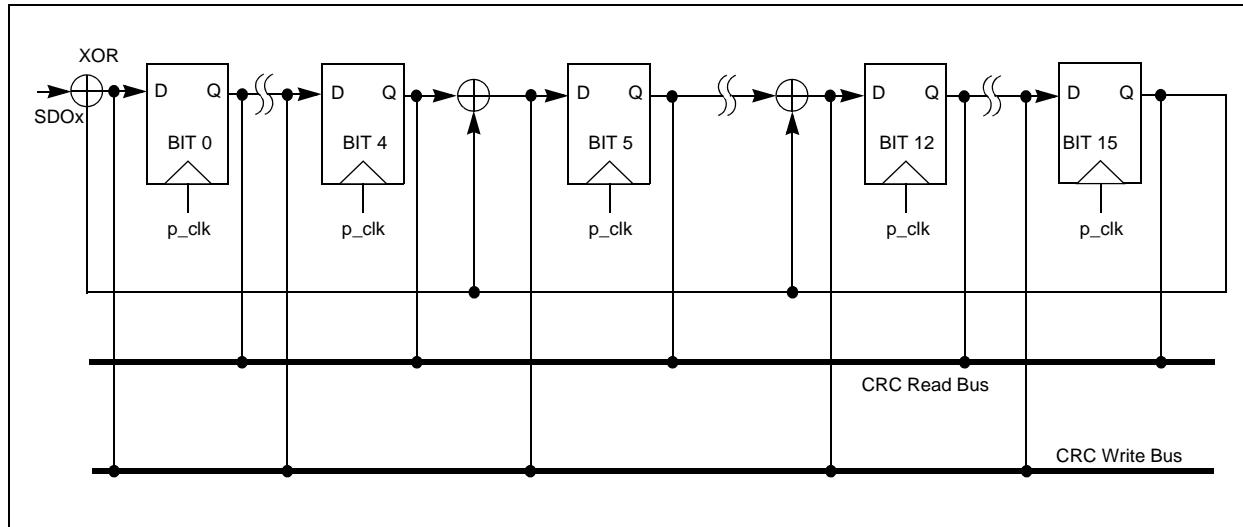 XOR
SDOx
D Q
BIT 0
p_clk
D Q
BIT 4
p_clk
D Q
BIT 5
p_clk
D Q
BIT 12
p_clk
D Q
BIT 15
p_clk
CRC Read Bus
CRC Write Bus